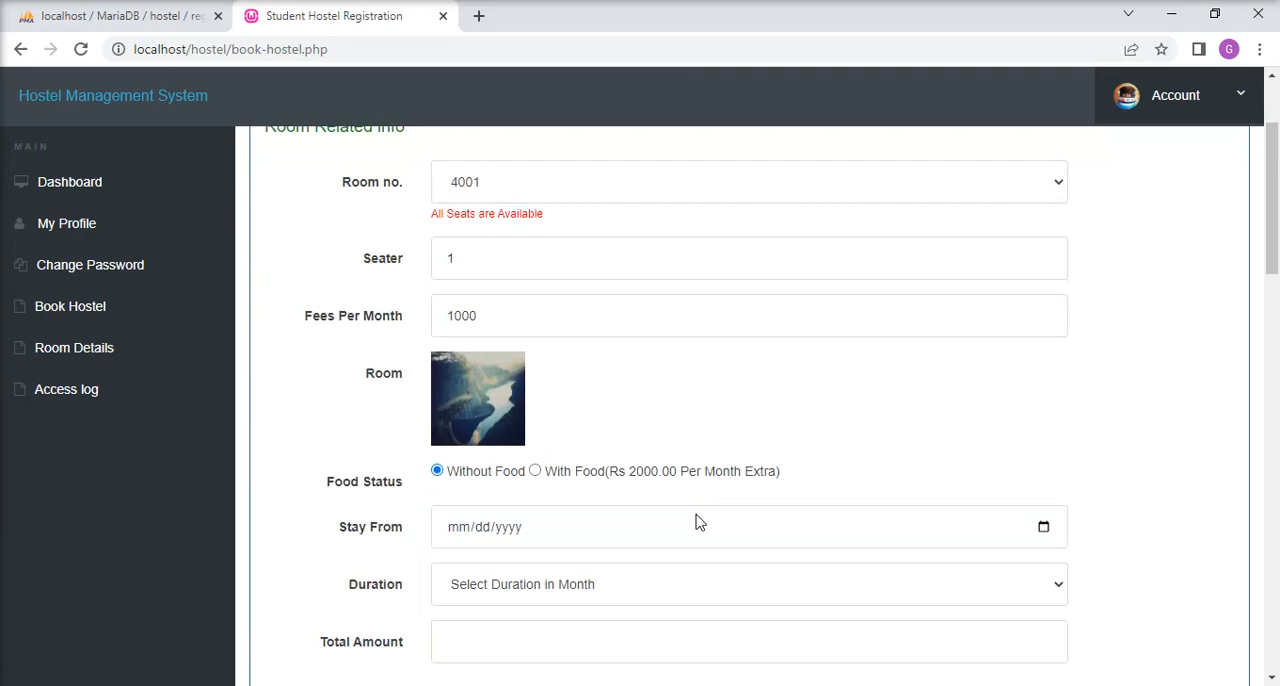 localhost / MariaDB / hostel / re
Student Hostel Registration
localhost/hostel/book-hostel.php
G
Hostel Management System
Account
MAIN
Dashboard
My Profile
Change Password
Book Hostel
Room Details
Access log
Room Related Info
Room no.
4001
All Seats are Available
Seater
1
Fees Per Month
1000
Room
Food Status
Without Food With Food(Rs 2000.00 Per Month Extra)
Stay From
mm/dd/yyyy
Duration
Select Duration in Month
Total Amount